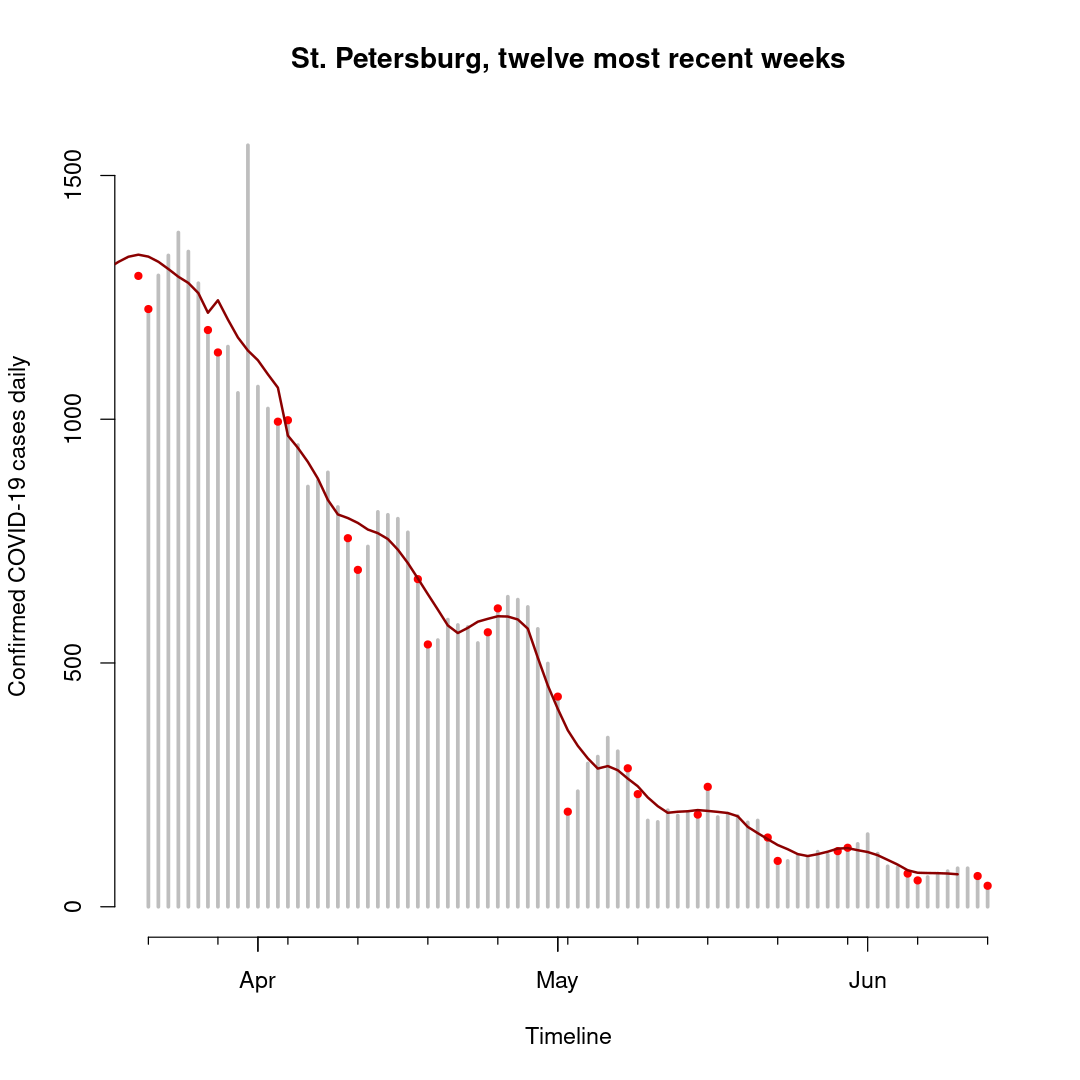 St. Petersburg, twelve most recent weeks
Confirmed COVID-19 cases daily
1500
1000
500
0
Apr May Jun
Timeline